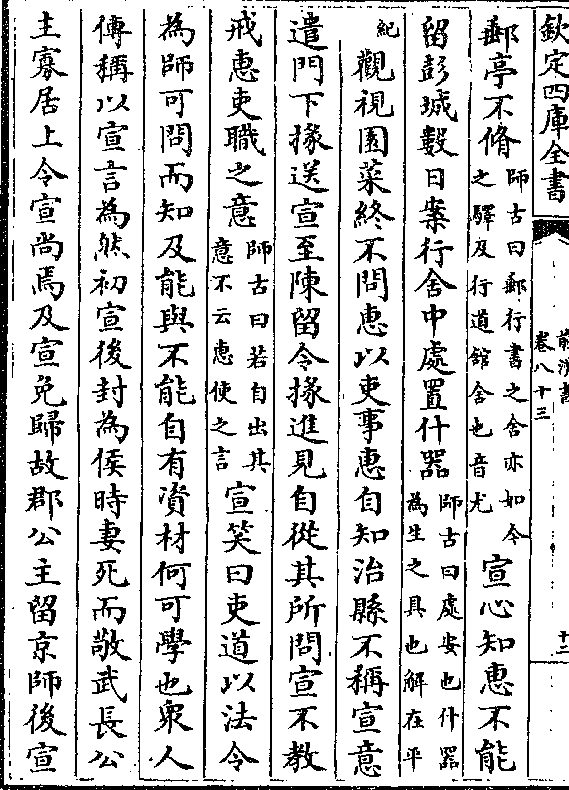 欽定四庫全書
前漢書
卷八十三
十二
郵亭不脩師古曰郵行書之舍亦如今之驛及行道館舍也音尤宣心知惠不能
留彭城數日案行舍中處置什器師古曰處安也什器為生之具也解在平
紀觀視園菜終不問惠以吏事惠自知治縣不稱宣意
遣門下掾送宣至陳留令掾進見自從其所問宣不教
戒惠吏職之意師古曰若自出其意不云惠使之言宣笑曰吏道以法令
為師可問而知及能與不能自有資材何可學也衆人
傳稱以宣言為然初宣後封為侯時妻死而敬武長公
主寡居上令宣尚焉及宣免歸故郡公主留京師後宣